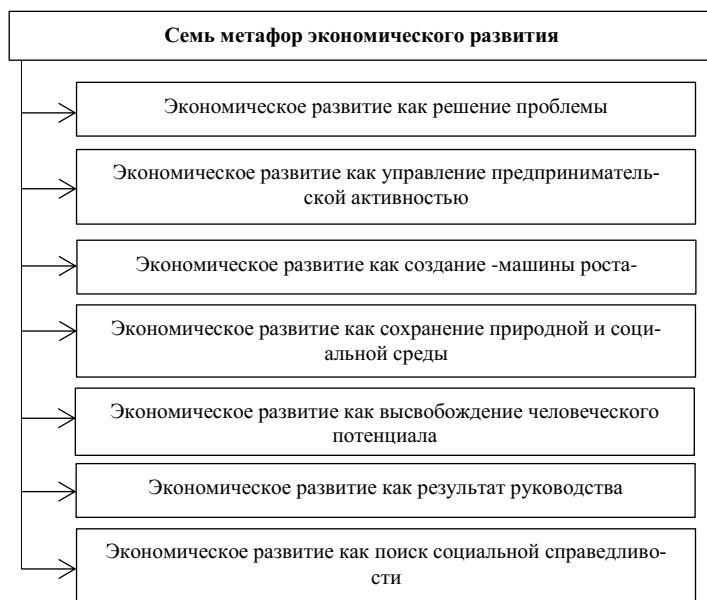 Семь метафор экономического развития
Экономическое развитие как решение проблемы
Экономическое развитие как управление предприниматель-
ской активностью
Экономическое развитие как создание -машины роста-
Экономическое развитие как сохранение природной и соци-
альной среды
Экономическое развитие как высвобождение человеческого
потенциала
Экономическое развитие как результат руководства
Экономическое развитие как поиск социальной справедливо-
сти